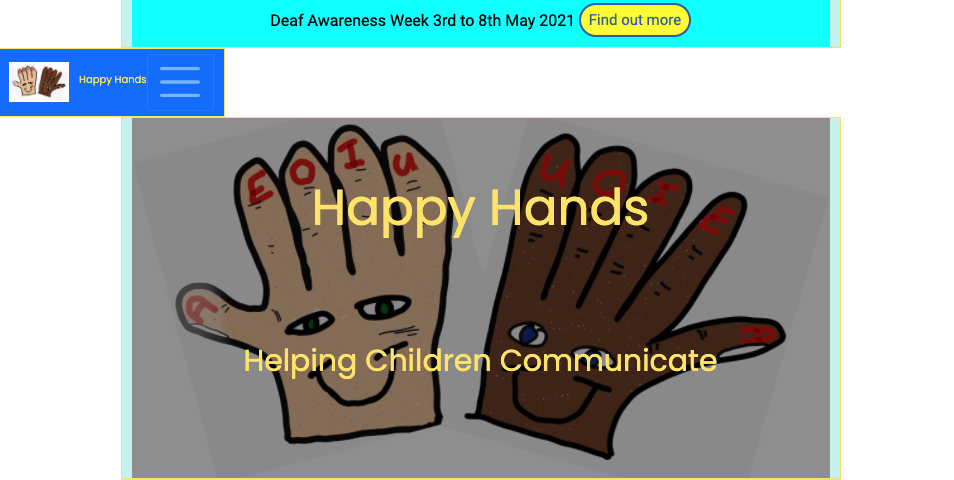 Deaf Awareness Week 3rd to 8th May 2021 Find out more
Happy Hands
E O I U
U O I E
Happy Hands
A
Helping Children Communicate